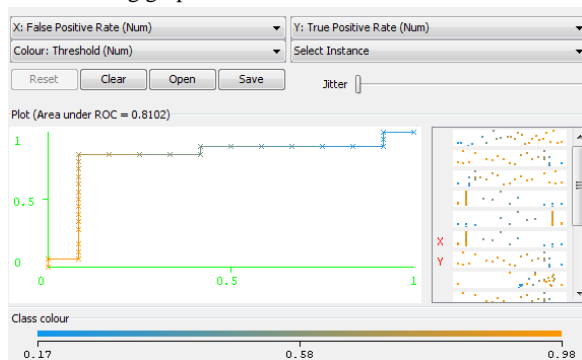 X: False Positive Rate (Num)
Y: True Positive Rate (Num)
Colour: Threshold (Num)
Select Instance
Reset
Clear
Open
Save
Jitter
Plot (Area under ROC = 0.8102)
1
0.5
0
0
0.5
1
X
Y
Class colour
0.17
0.58
0.98